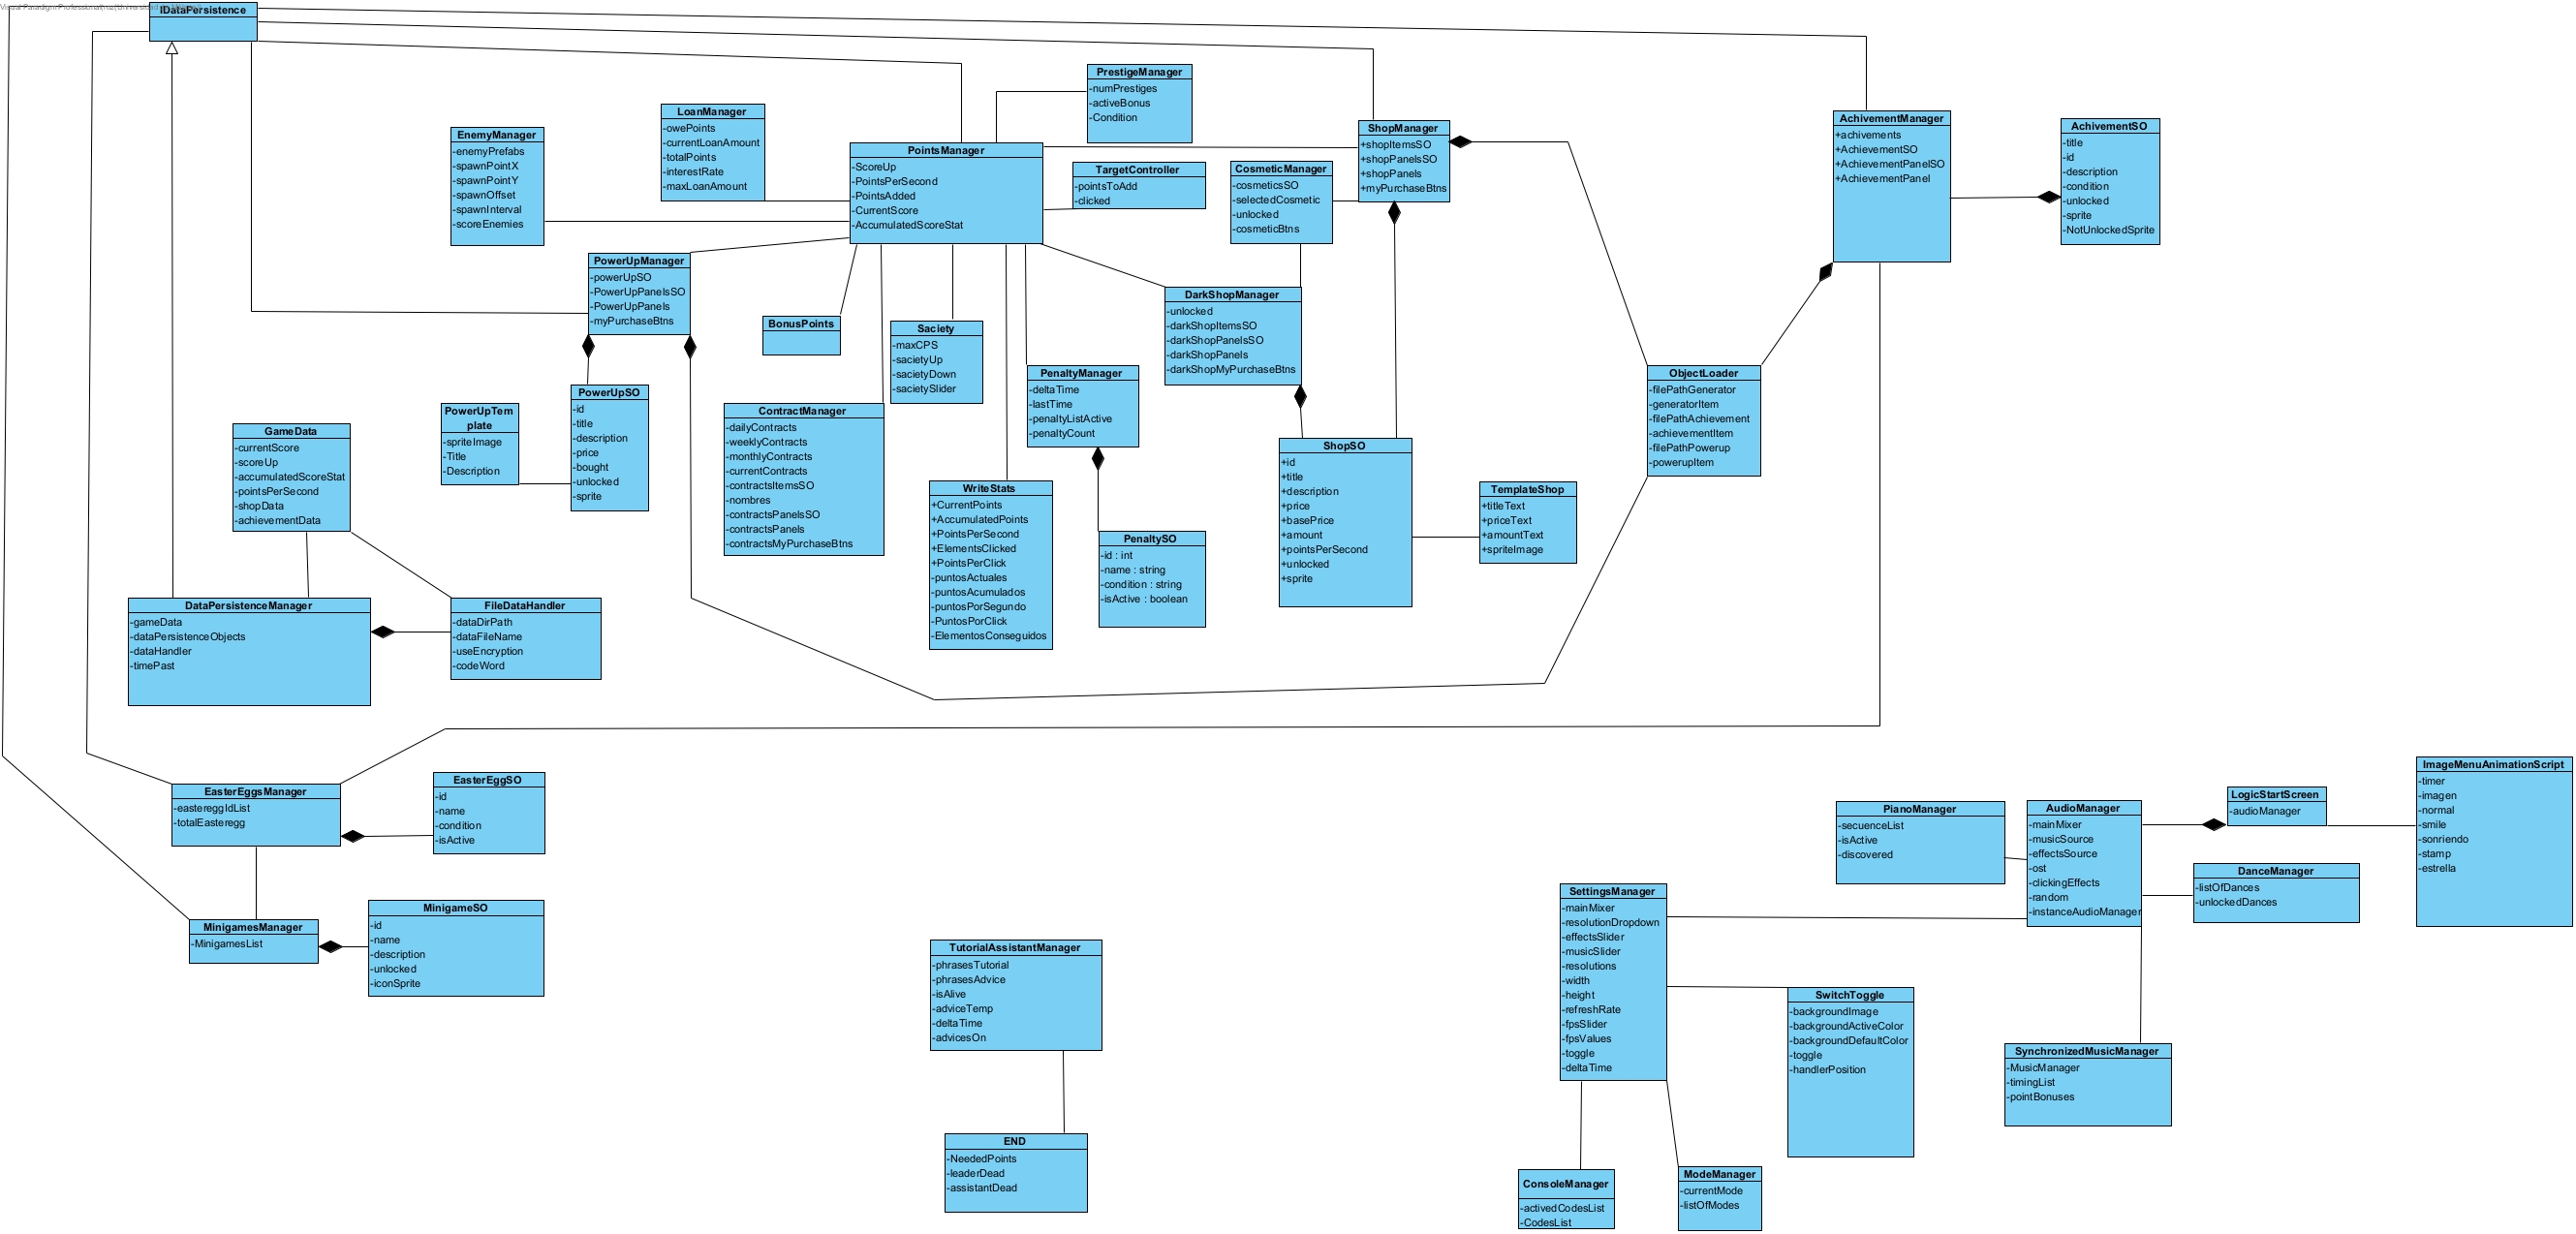 IDataPersistence
PrestigeManager
-numPrestiges
-activeBonus
-Condition
LoanManager
-owePoints
-currentLoanAmount
-totalPoints
-interestRate
-maxLoanAmount
EnemyManager
-enemyPrefabs
-spawnPointX
-spawnPointY
-spawnOffset
-spawnInterval
-scoreEnemies
PointsManager
-ScoreUp
-PointsPerSecond
-PointsAdded
-CurrentScore
-AccumulatedScoreStat
TargetController
-pointsToAdd
-clicked
CosmeticManager
-cosmeticsSO
-selectedCosmetic
-unlocked
-cosmeticBtns
ShopManager
+shopItemsSO
+shopPanelsSO
+shopPanels
+myPurchaseBtns
AchivementManager
+achivements
+AchievementSO
+AchievementPanelSO
+AchievementPanel
AchivementSO
-title
-id
-description
-condition
-unlocked
-sprite
-NotUnlockedSprite
PowerUpManager
-powerUpSO
-PowerUpPanelsSO
-PowerUpPanels
-myPurchaseBtns
BonusPoints
Saciety
-maxCPS
-sacietyUp
-sacietyDown
-sacietySlider
DarkShopManager
-unlocked
-darkShopItemsSO
-darkShopPanelsSO
-darkShopPanels
-darkShopMyPurchaseBtns
PenaltyManager
-deltaTime
-lastTime
-penaltyListActive
-penaltyCount
ObjectLoader
-filePathGenerator
-generatorItem
-filePathAchievement
-achievementItem
-filePathPowerup
-powerupItem
PowerUpTem
plate
-spriteImage
-Title
-Description
PowerUpSO
-id
-title
-description
-price
-bought
-unlocked
-sprite
ContractManager
-dailyContracts
-weeklyContracts
-monthlyContracts
-currentContracts
-contractsItemsSO
-nombres
-contractsPanelsSO
-contractsPanels
-contractsMyPurchaseBtns
GameData
-currentScore
-scoreUp
-accumulatedScoreStat
-pointsPerSecond
-shopData
-achievementData
ShopSO
+id
+title
+description
+price
+basePrice
+amount
+pointsPerSecond
+unlocked
+sprite
TemplateShop
+titleText
+priceText
+amountText
+spriteImage
WriteStats
+CurrentPoints
+AccumulatedPoints
+PointsPerSecond
+ElementsClicked
+PointsPerClick
-puntosActuales
-puntosAcumulados
-puntosPorSegundo
-PuntosPorClick
-ElementosConseguidos
PenaltySO
-id : int
-name : string
-condition : string
-isActive : boolean
DataPersistenceManager
-gameData
-dataPersistenceObjects
-dataHandler
-timePast
FileDataHandler
-dataDirPath
-dataFileName
-useEncryption
-codeWord
EasterEggsManager
-eastereggIdList
-totalEasteregg
EasterEggSO
-id
-name
-condition
-isActive
MinigamesManager
-MinigamesList
MinigameSO
-id
-name
-description
-unlocked
-iconSprite
TutorialAssistantManager
-phrasesTutorial
-phrasesAdvice
-isAlive
-adviceTemp
-deltaTime
-advicesOn
END
-NeededPoints
-leaderDead
-assistantDead
PianoManager
-secuenceList
-isActive
-discovered
AudioManager
-mainMixer
-musicSource
-effectsSource
-ost
-clickingEffects
-random
-instanceAudioManager
LogicStartScreen
-audioManager
ImageMenuAnimationScript
-timer
-imagen
-normal
-smile
-sonriendo
-stamp
-estrella
DanceManager
-listOfDances
-unlockedDances
SettingsManager
-mainMixer
-resolutionDropdown
-effectsSlider
-musicSlider
-resolutions
-width
-height
-refreshRate
-fpsSlider
-fpsValues
-toggle
-deltaTime
SwitchToggle
-backgroundImage
-backgroundActiveColor
-backgroundDefaultColor
-toggle
-handlerPosition
SynchronizedMusicManager
-MusicManager
-timingList
-pointBonuses
ConsoleManager
-activedCodesList
-CodesList
ModeManager
-currentMode
-listOfModes